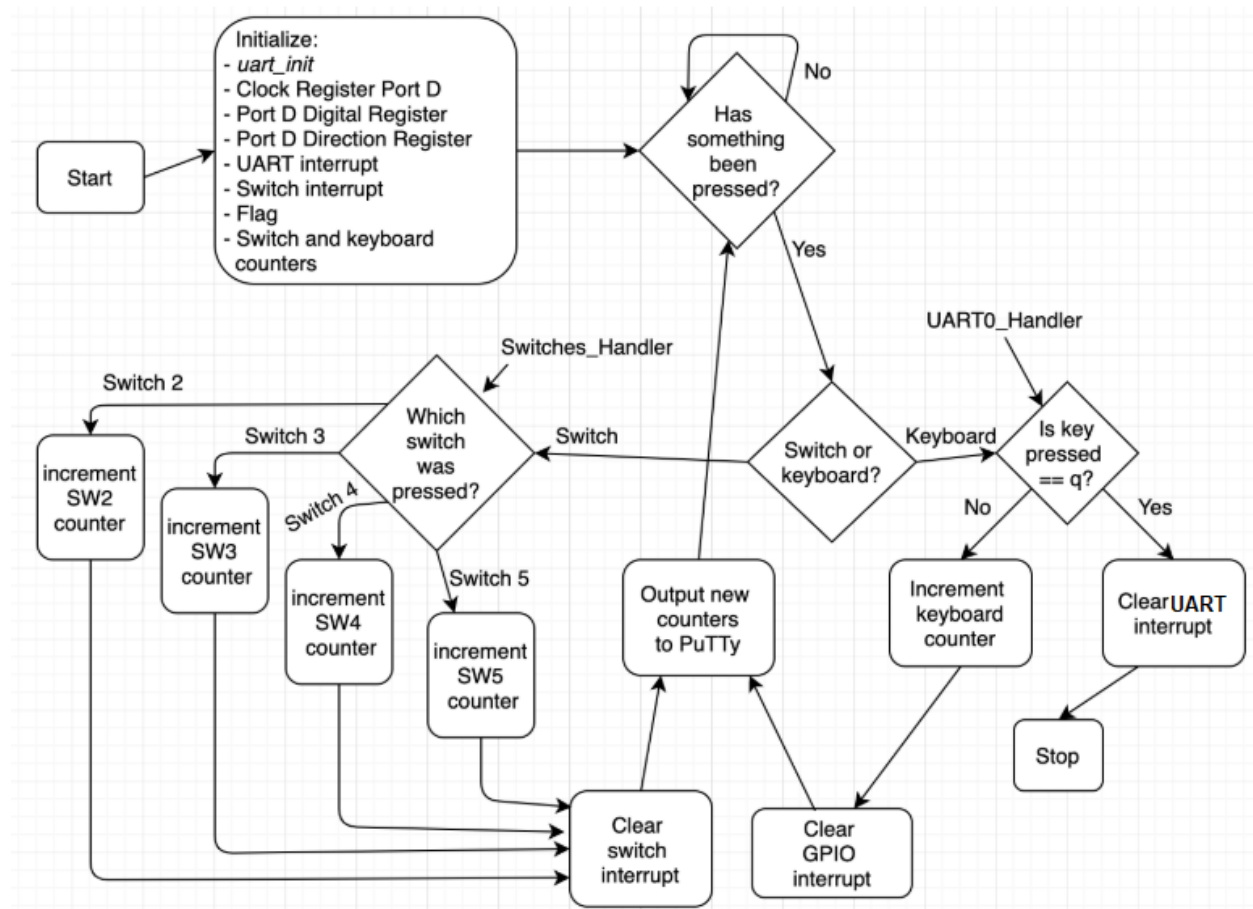 Start
Initialize:
- uart_init
- Clock Register Port D
- Port D Digital Register
- Port D Direction Register
- UART interrupt
- Switch interrupt
- Flag
- Switch and keyboard
counters
Has
something
been
pressed?
No
Yes
Switch or
keyboard?
Switch
Keyboard
Switches_Handler
Which
switch
was
pressed?
Switch 2
increment
SW2
counter
Switch 3
increment
SW3
counter
Switch 4
increment
SW4
counter
Switch 5
increment
SW5
counter
Clear
switch
interrupt
Output new
counters
to PuTTy
UART0_Handler
Is key
pressed
== q?
No
Increment
keyboard
counter
Clear
GPIO
interrupt
Yes
Clear UART
interrupt
Stop